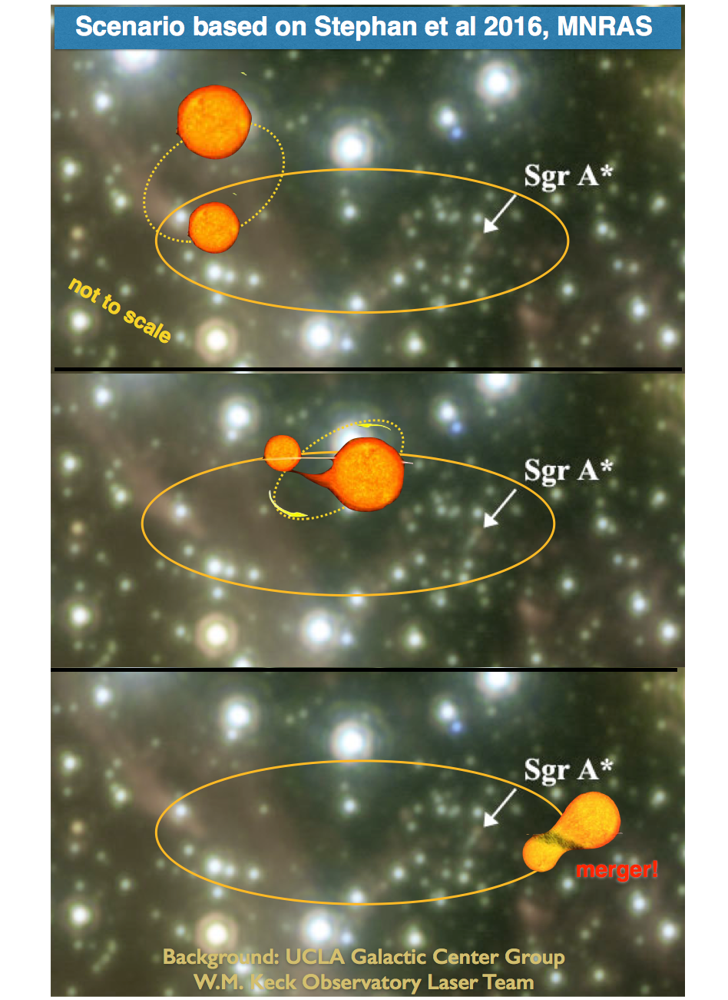 Scenario based on Stephan et al 2016, MNRAS
Sgr A*
not to scale
Sgr A*
Sgr A*
merger!
Background: UCLA Galactic Center Group
W.M. Keck Observatory Laser Team